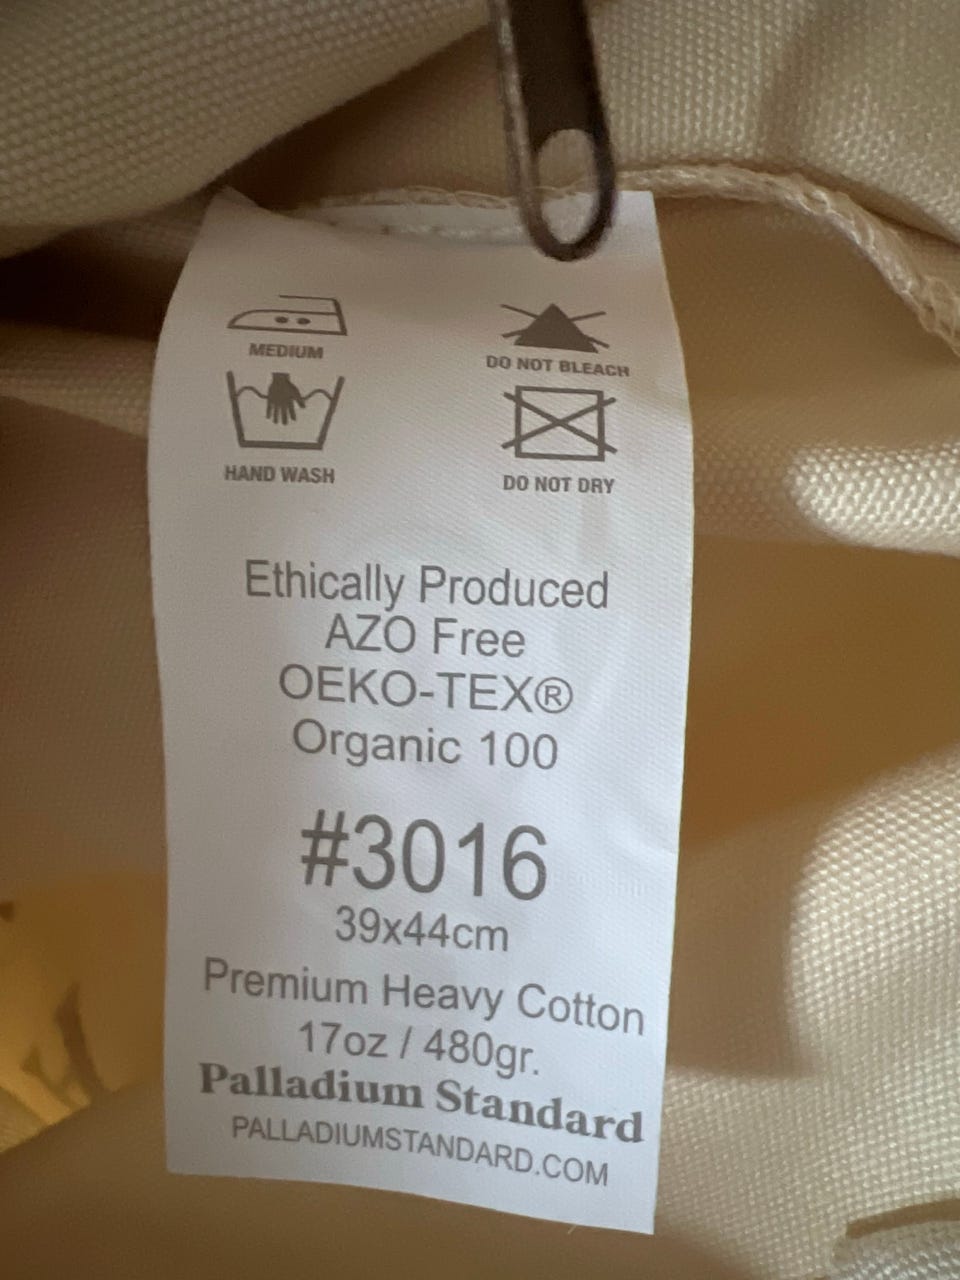 MEDIUM
DO NOT BLEACH
HAND WASH
DO NOT DRY
Ethically Produced
AZO Free
OEKO-TEX®
Organic 100
#3016
39x44cm
Premium Heavy Cotton
17oz / 480gr.
Palladium Standard
PALLADIUMSTANDARD.COM